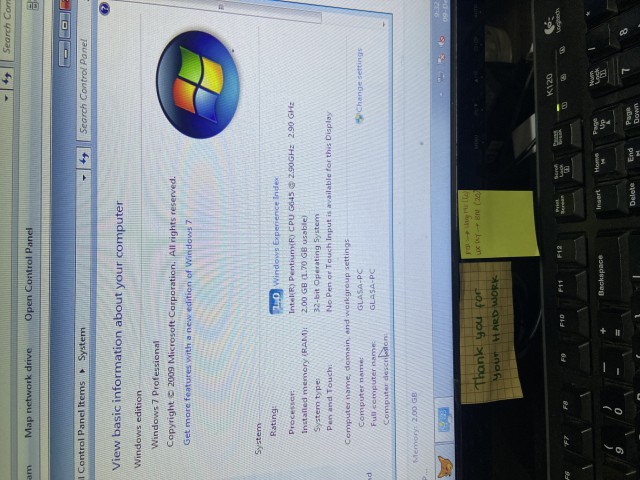 Search Con
Map network drive
Open Control Panel
l Control Panel Items ▸ System
Search Control Panel
View basic information about your computer
Windows edition
Windows 7 Professional
Copyright © 2009 Microsoft Corporation. All rights reserved.
Get more features with a new edition of Windows 7
System
Rating: Windows Experience Index
Processor: Intel(R) Pentium(R) CPU G645 @ 2.90GHz 2.90 GHz
Installed memory (RAM): 2.00 GB (1.70 GB usable)
System type: 32-bit Operating System
Pen and Touch: No Pen or Touch Input is available for this Display
Computer name, domain, and workgroup settings
Computer name: GLASA-PC
Change settings
Full computer name: GLASA-PC
Computer description:
Memory: 2.00 GB
Thank you for
your HARDWORK
Logitech
K120
F6
F7
F8
F9
F10
F11
F12
Print Screen
Scroll Lock
Pause Break
9
(
0
)
-
=
+
Backspace
Insert
Home
Page Up
Num Lock
Delete
End
Page Down
7
8